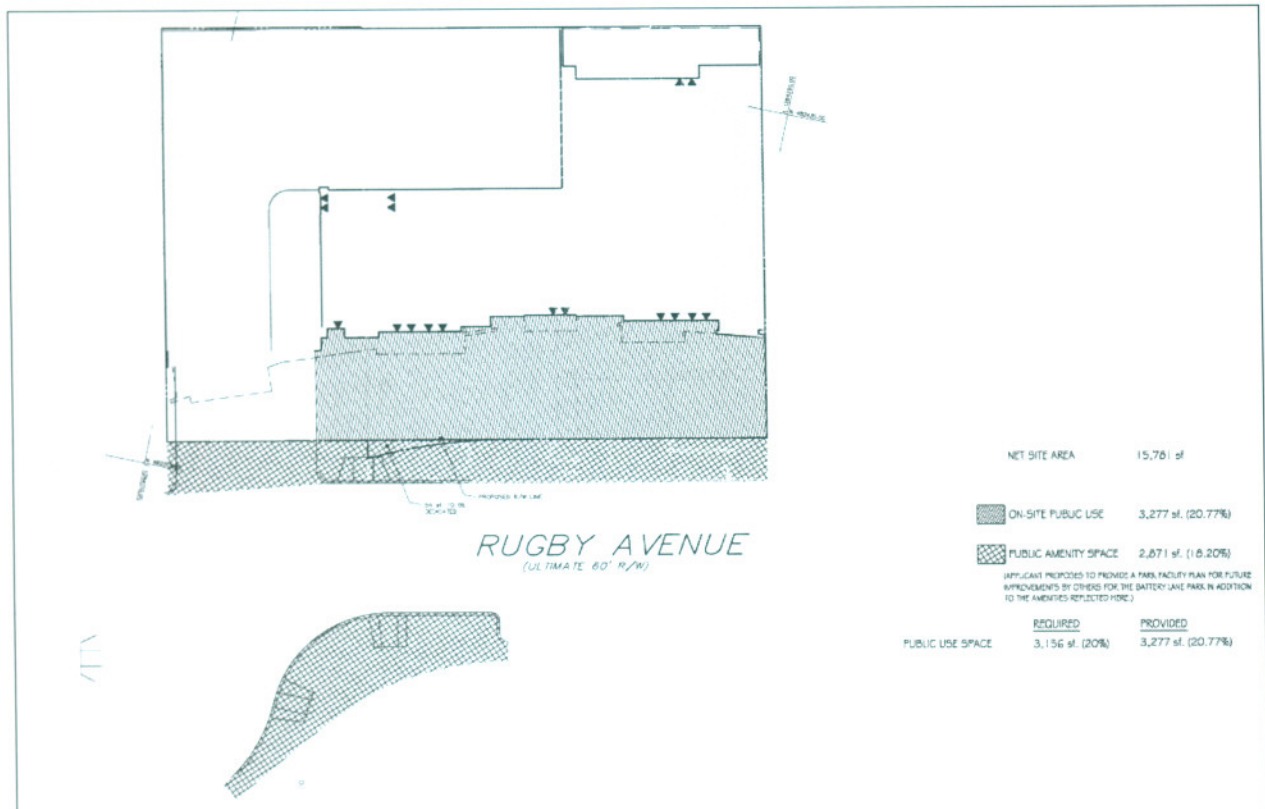 PROPOSED R/W LINE
RUGBY AVENUE
(ULTIMATE 60' R/W)
NET SITE AREA 15,781 sf
ON-SITE PUBLIC USE 3,277 sf. (20.77%)
PUBLIC AMENITY SPACE 2,871 sf. (18.20%)
(APPLICANT PROPOSES TO PROVIDE A PARK FACILITY PLAN FOR FUTURE
IMPROVEMENTS BY OTHERS FOR THE BATTERY LANE PARK IN ADDITION
TO THE AMENITIES REFLECTED HERE.)
REQUIRED PROVIDED
PUBLIC USE SPACE 3,156 sf. (20%) 3,277 sf. (20.77%)